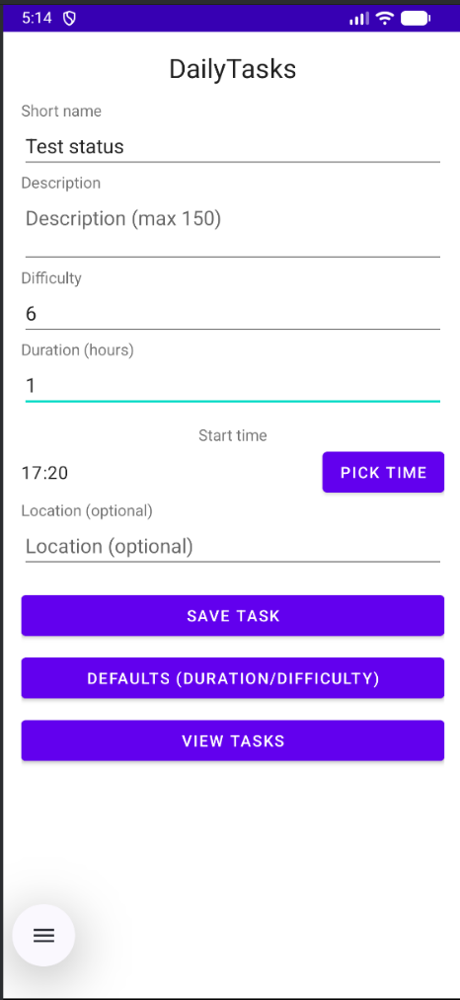 5:14
DailyTasks
Short name
Test status
Description
Description (max 150)
Difficulty
6
Duration (hours)
1
Start time
17:20
PICK TIME
Location (optional)
Location (optional)
SAVE TASK
DEFAULTS (DURATION/DIFFICULTY)
VIEW TASKS